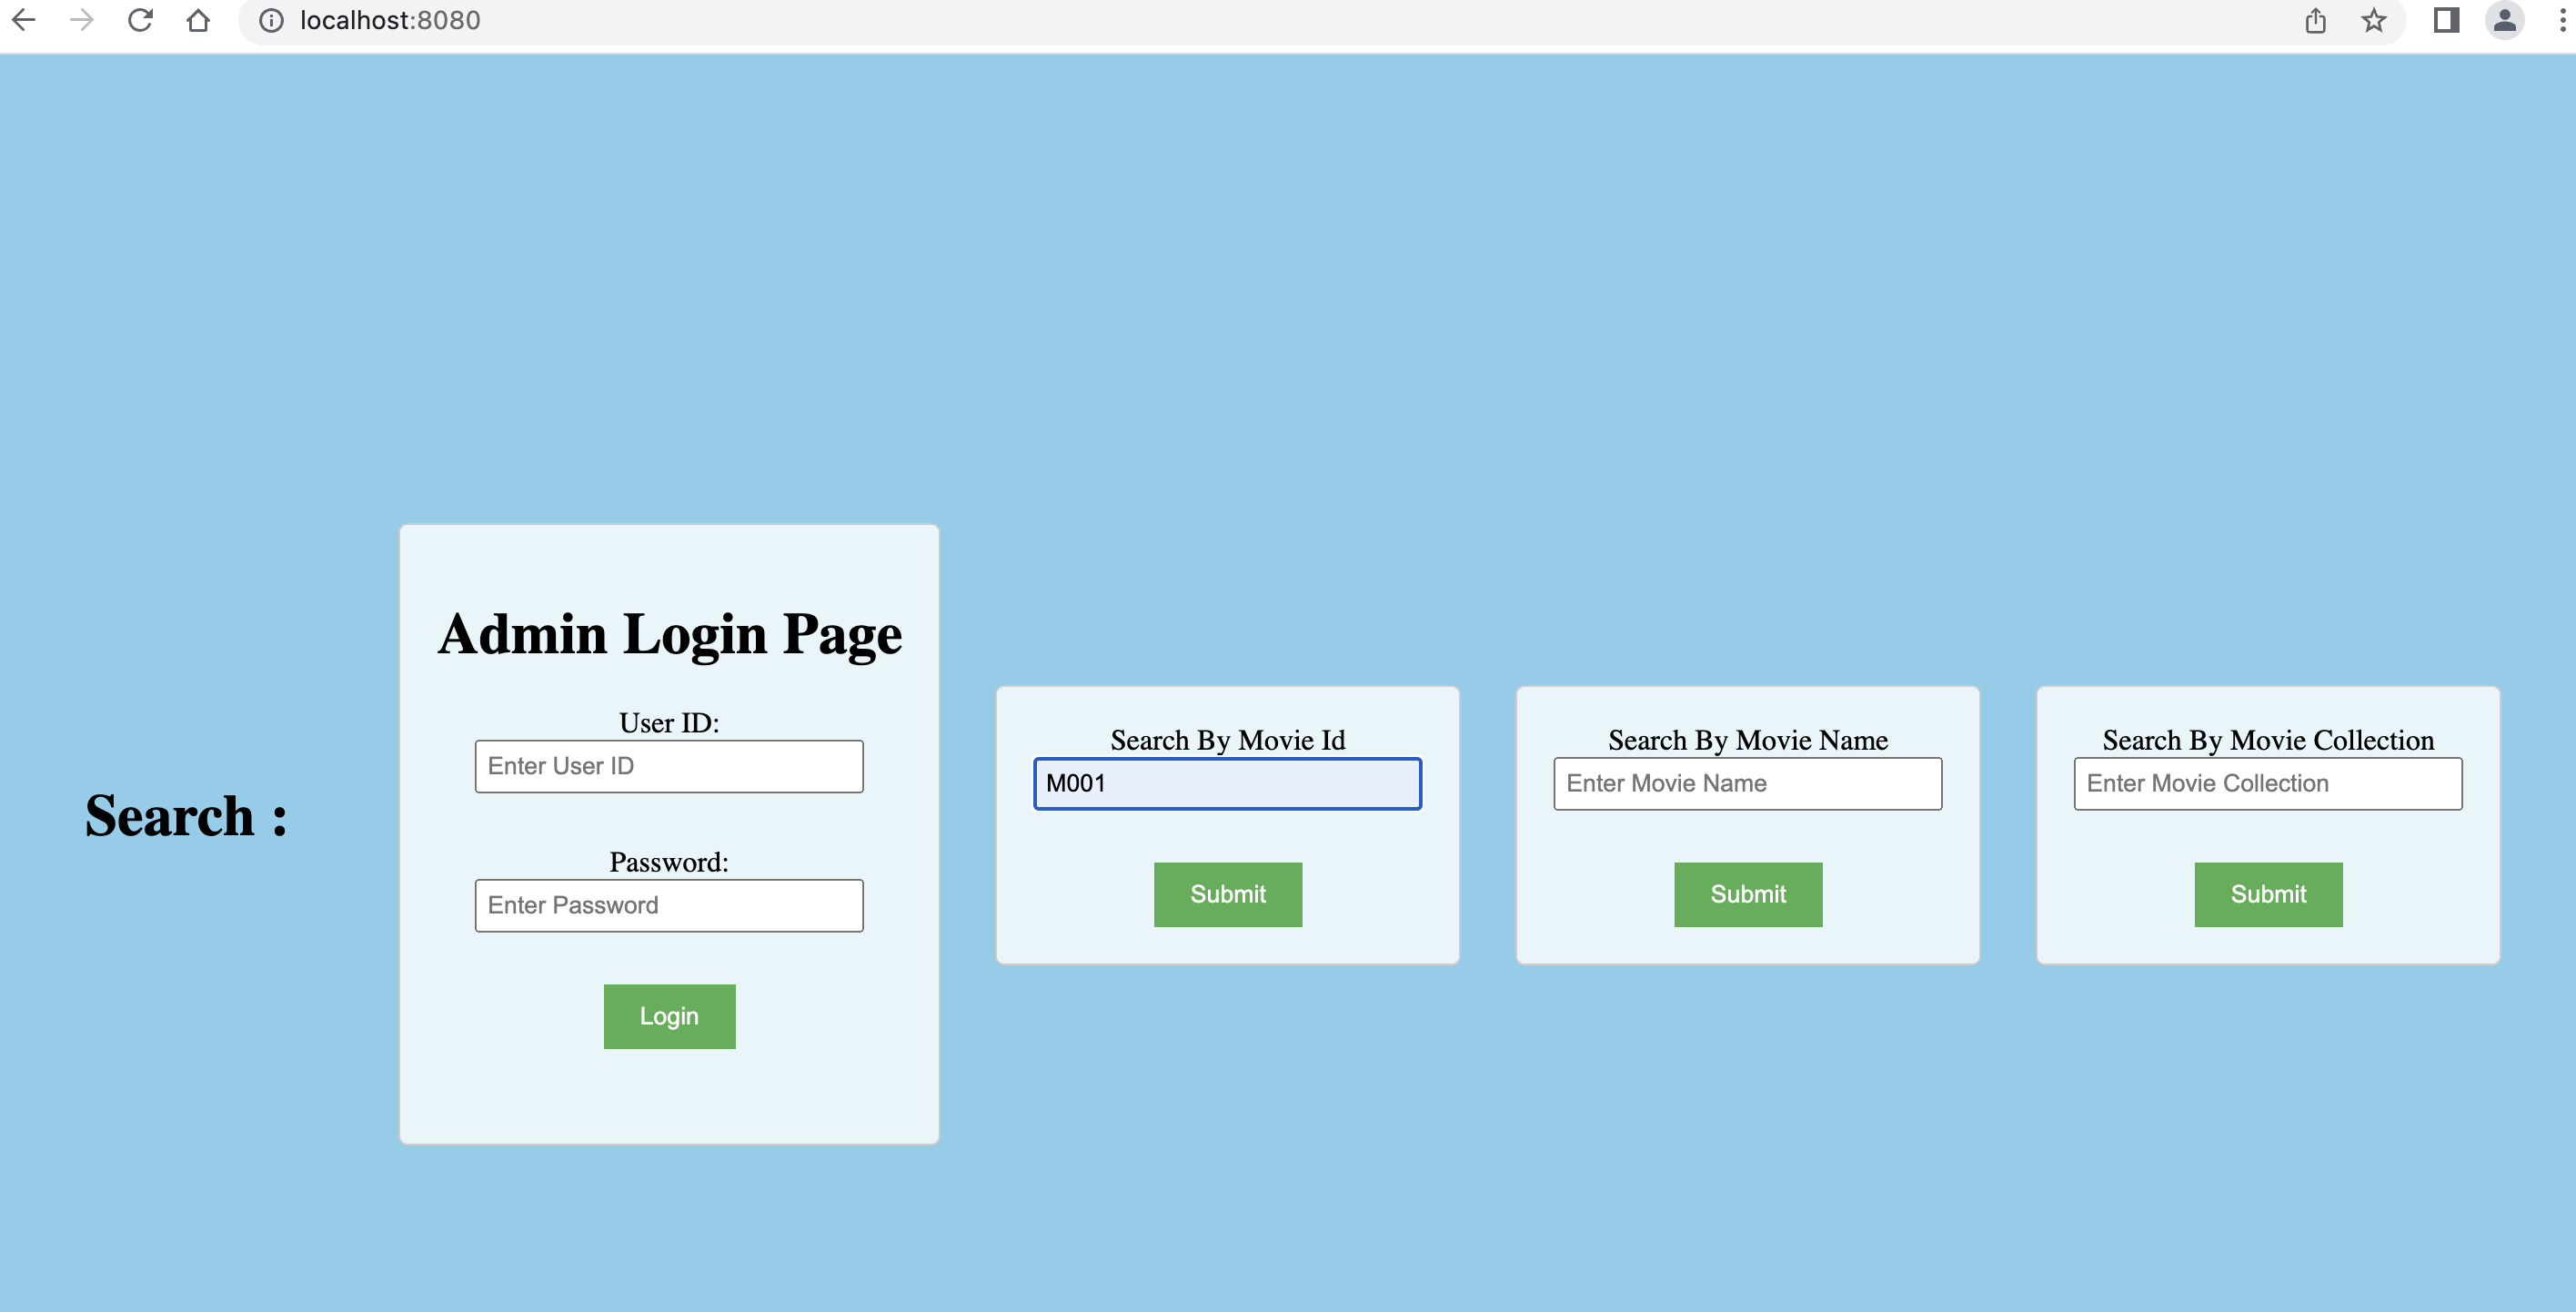 localhost:8080
Search :
Admin Login Page
User ID:
Enter User ID
Password:
Enter Password
Login
Search By Movie Id
M001
Submit
Search By Movie Name
Enter Movie Name
Submit
Search By Movie Collection
Enter Movie Collection
Submit